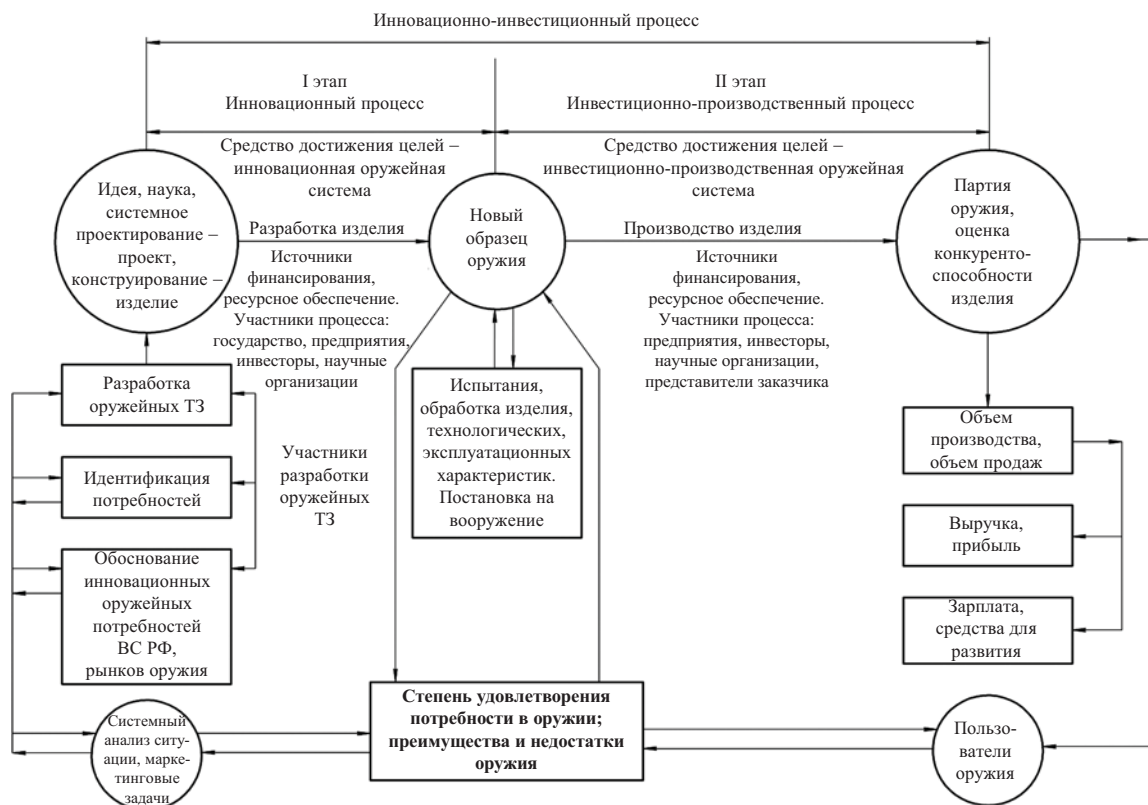 Инновационно-инвестиционный процесс
I этап
Инновационный процесс
II этап
Инвестиционно-производственный процесс
Средство достижения целей –
инновационная оружейная
система
Средство достижения целей –
инвестиционно-производственная оружейная
система
Идея, наука,
системное
проектирование –
проект,
конструирование –
изделие
Разработка изделия
Новый
образец
оружия
Производство изделия
Партия
оружия,
оценка
конкуренто-
способности
изделия
Источники
финансирования,
ресурсное обеспечение.
Участники процесса:
государство, предприятия,
инвесторы, научные
организации
Источники
финансирования,
ресурсное обеспечение.
Участники процесса:
предприятия, инвесторы,
научные организации,
представители заказчика
Разработка
оружейных ТЗ
Идентификация
потребностей
Обоснование
инновационных
оружейных
потребностей
ВС РФ,
рынков оружия
Участники
разработки
оружейных
ТЗ
Испытания,
обработка изделия,
технологических,
эксплуатационных
характеристик.
Постановка на
вооружение
Объем
производства,
объем продаж
Выручка,
прибыль
Зарплата,
средства для
развития
Системный
анализ ситу-
ации, марке-
тинговые
задачи
Степень удовлетворения
потребности в оружии;
преимущества и недостатки
оружия
Пользо-
ватели
оружия